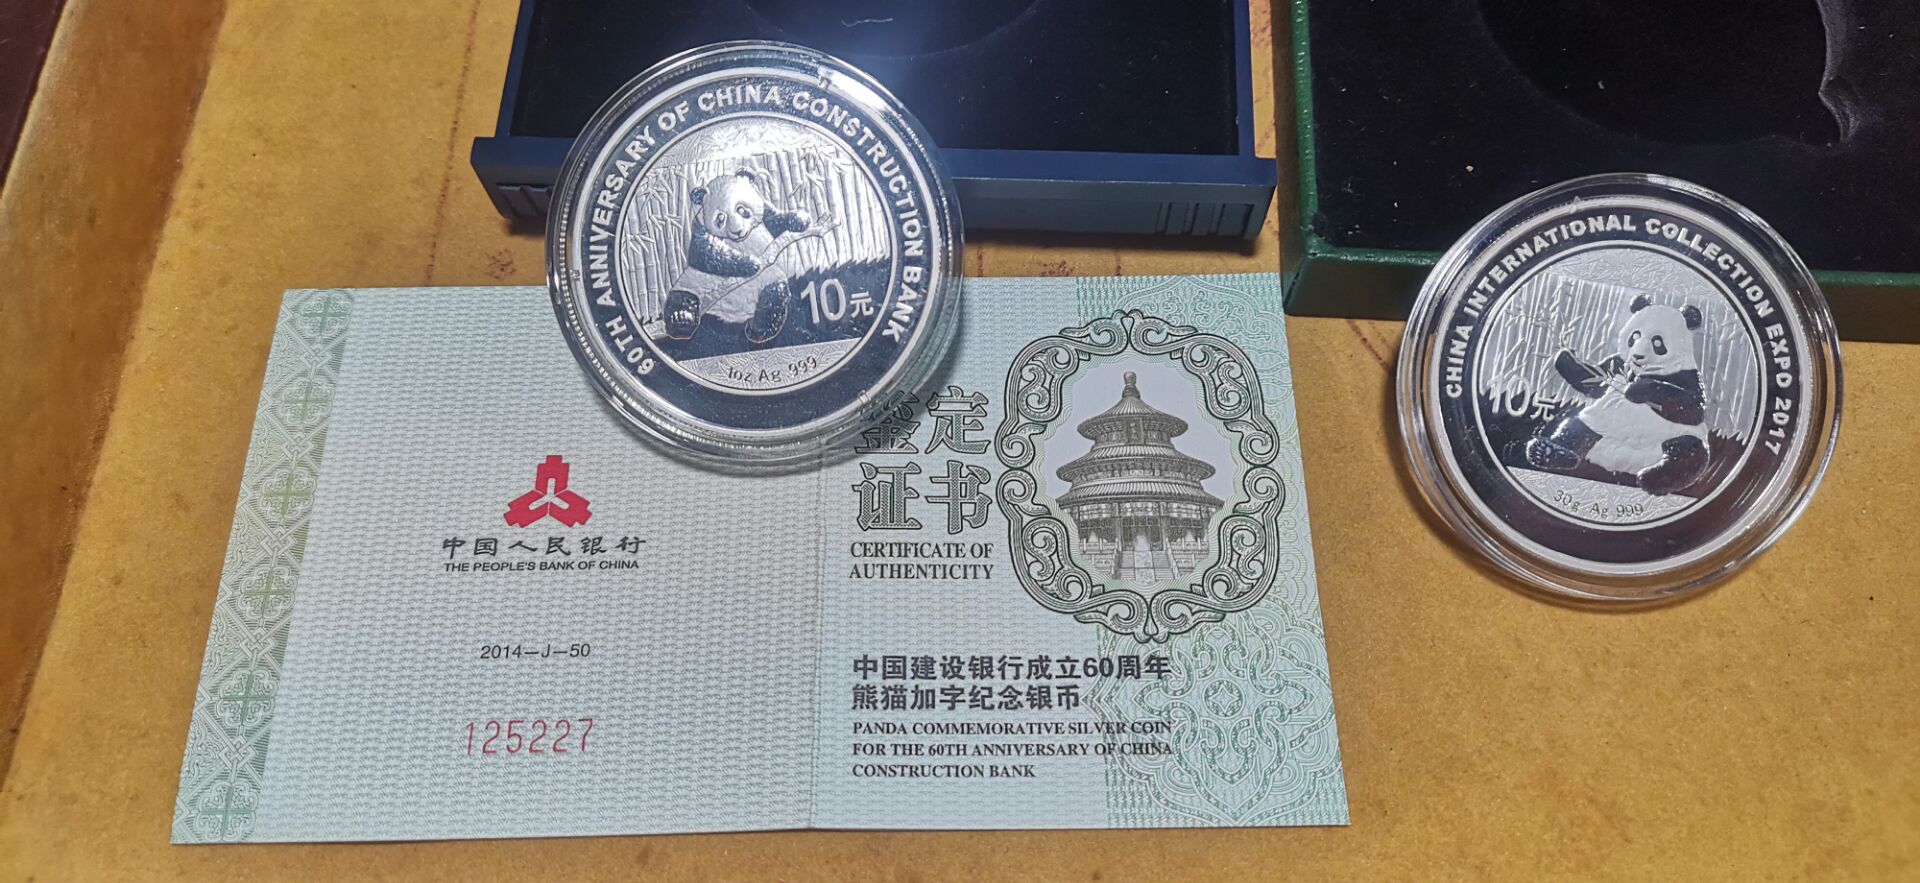 60TH ANNIVERSARY OF CHINA CONSTRUCTION BANK
10元
1oz Ag 999
CHINA INTERNATIONAL COLLECTION EXPO 2017
10元
30g Ag 999
中国人民银行
THE PEOPLE'S BANK OF CHINA
2014-J-50
125227
鉴定
证书
CERTIFICATE OF
AUTHENTICITY
中国建设银行成立60周年
熊猫加字纪念银币
PANDA COMMEMORATIVE SILVER COIN
FOR THE 60TH ANNIVERSARY OF CHINA
CONSTRUCTION BANK